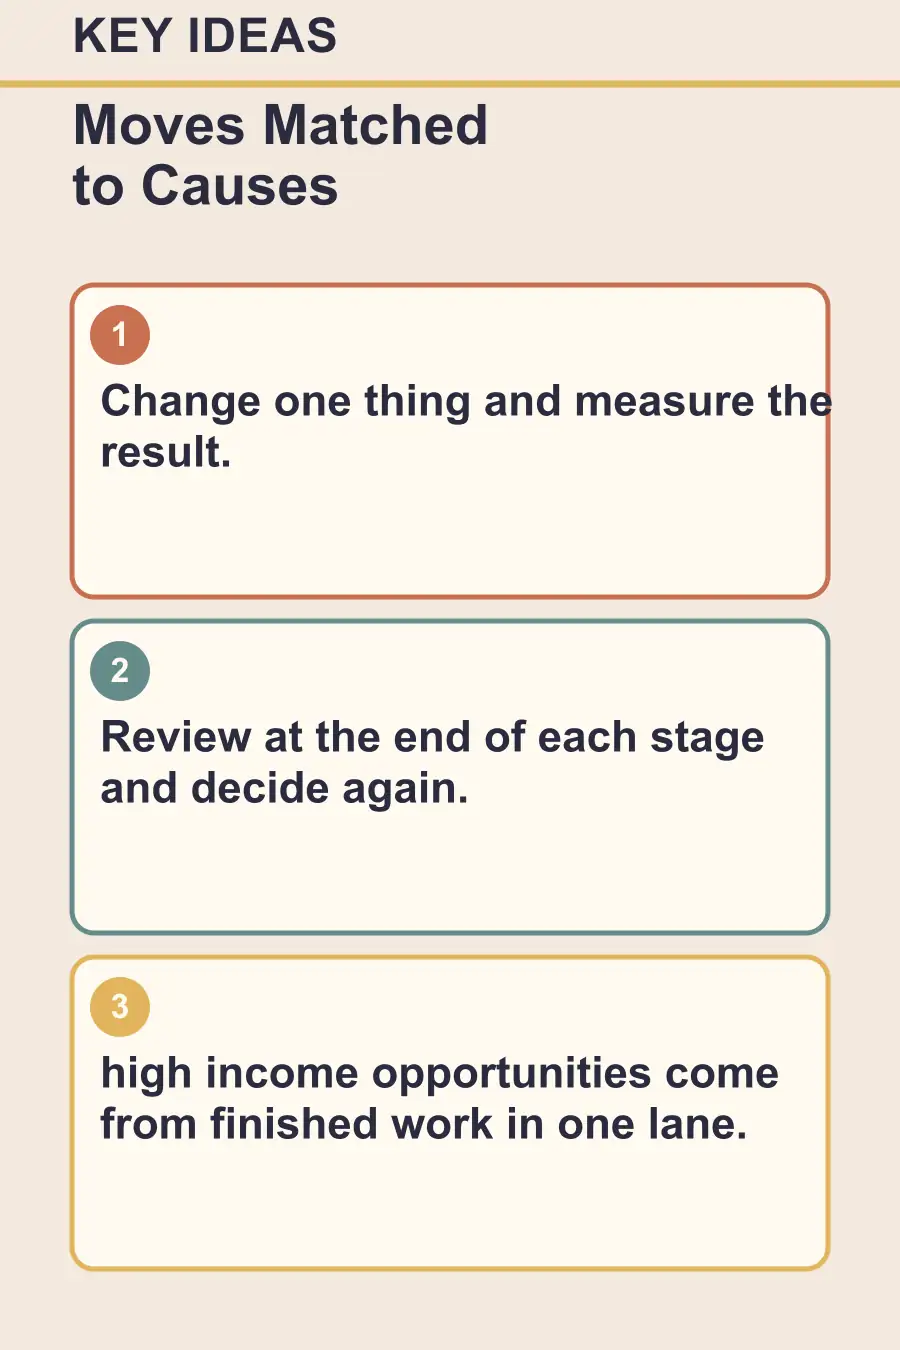 KEY IDEAS
Moves Matched
to Causes
1
Change one thing and measure the
result.
2
Review at the end of each stage
and decide again.
3
high income opportunities come
from finished work in one lane.